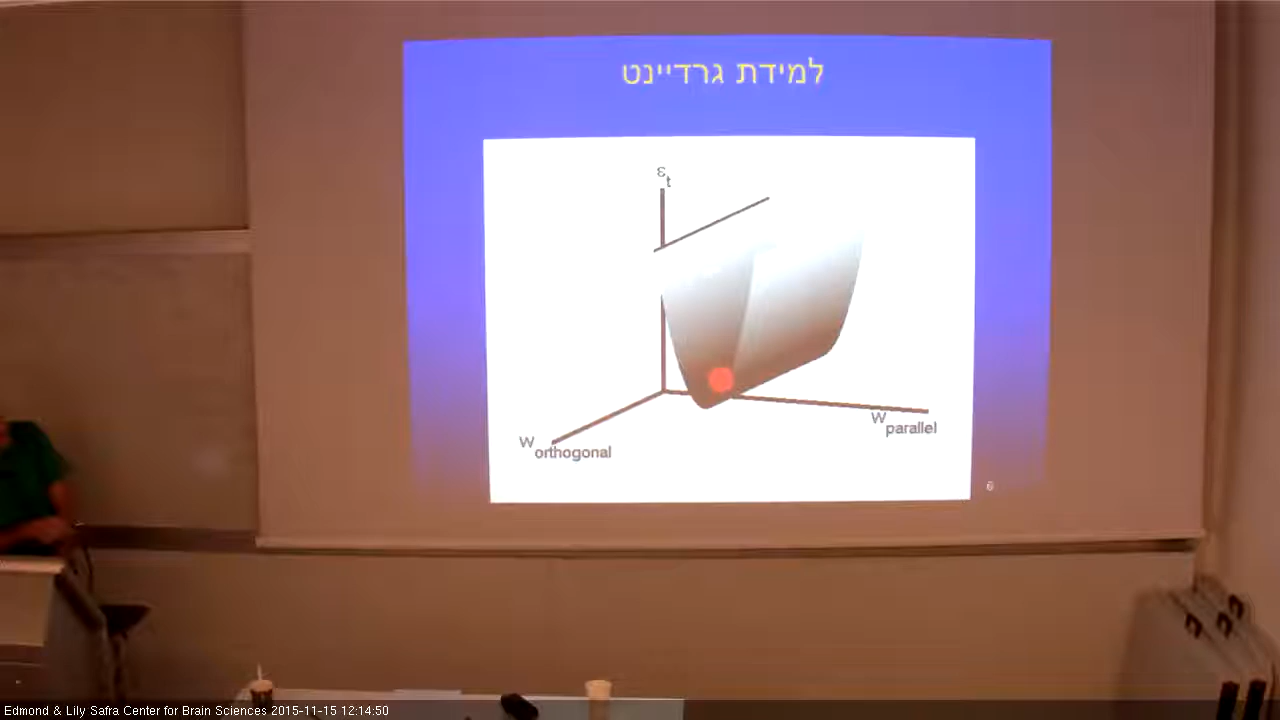 למידת גרדיינט
εt
w orthogonal
w parallel
6
Edmond & Lily Safra Center for Brain Sciences 2015-11-15 12:14:50